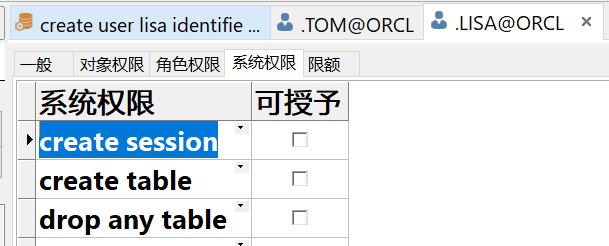 create user lisa identifie ... .TOM@ORCL .LISA@ORCL
一般 对象权限 角色权限 系统权限 限额
系统权限 可授予
create session
create table
drop any table